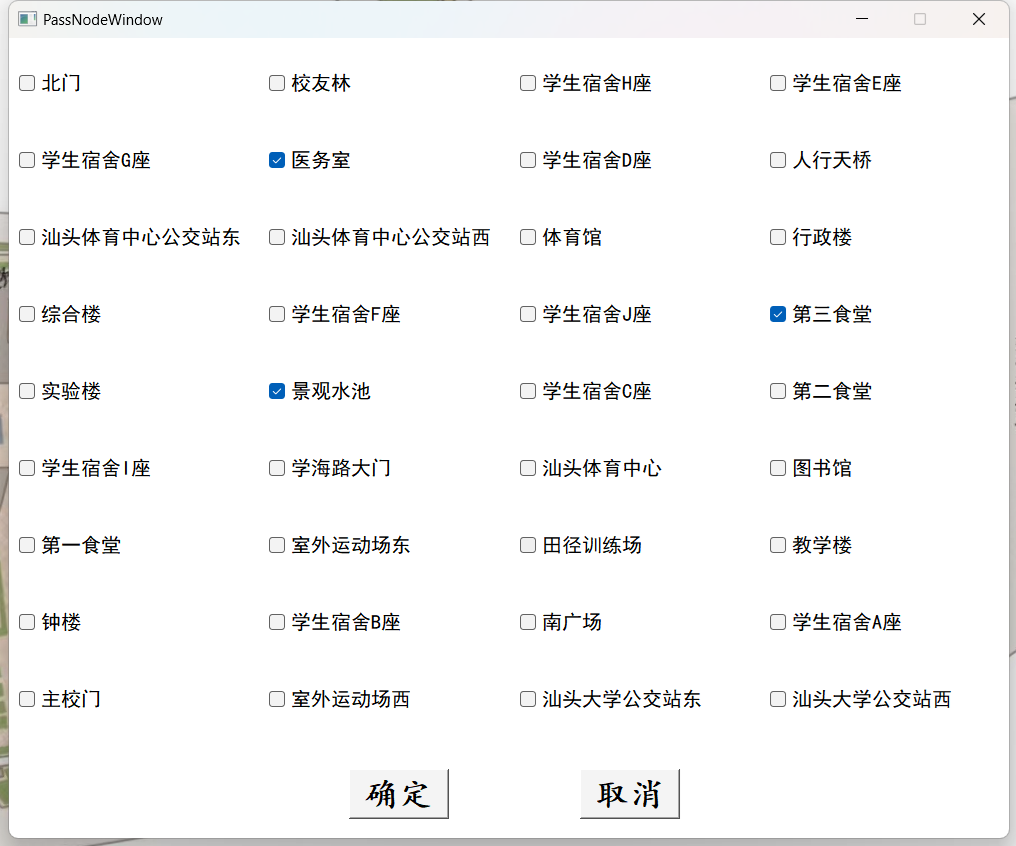 PassNodeWindow
北门 校友林 学生宿舍H座 学生宿舍E座
学生宿舍G座 医务室 学生宿舍D座 人行天桥
汕头体育中心公交站东 汕头体育中心公交站西 体育馆 行政楼
综合楼 学生宿舍F座 学生宿舍J座 第三食堂
实验楼 景观水池 学生宿舍C座 第二食堂
学生宿舍I座 学海路大门 汕头体育中心 图书馆
第一食堂 室外运动场东 田径训练场 教学楼
钟楼 学生宿舍B座 南广场 学生宿舍A座
主校门 室外运动场西 汕头大学公交站东 汕头大学公交站西
确定 取消